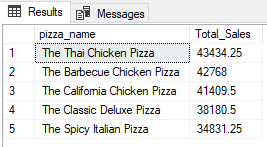 Results Messages
pizza_name Total_Sales
1 The Thai Chicken Pizza 43434.25
2 The Barbecue Chicken Pizza 42768
3 The California Chicken Pizza 41409.5
4 The Classic Deluxe Pizza 38180.5
5 The Spicy Italian Pizza 34831.25